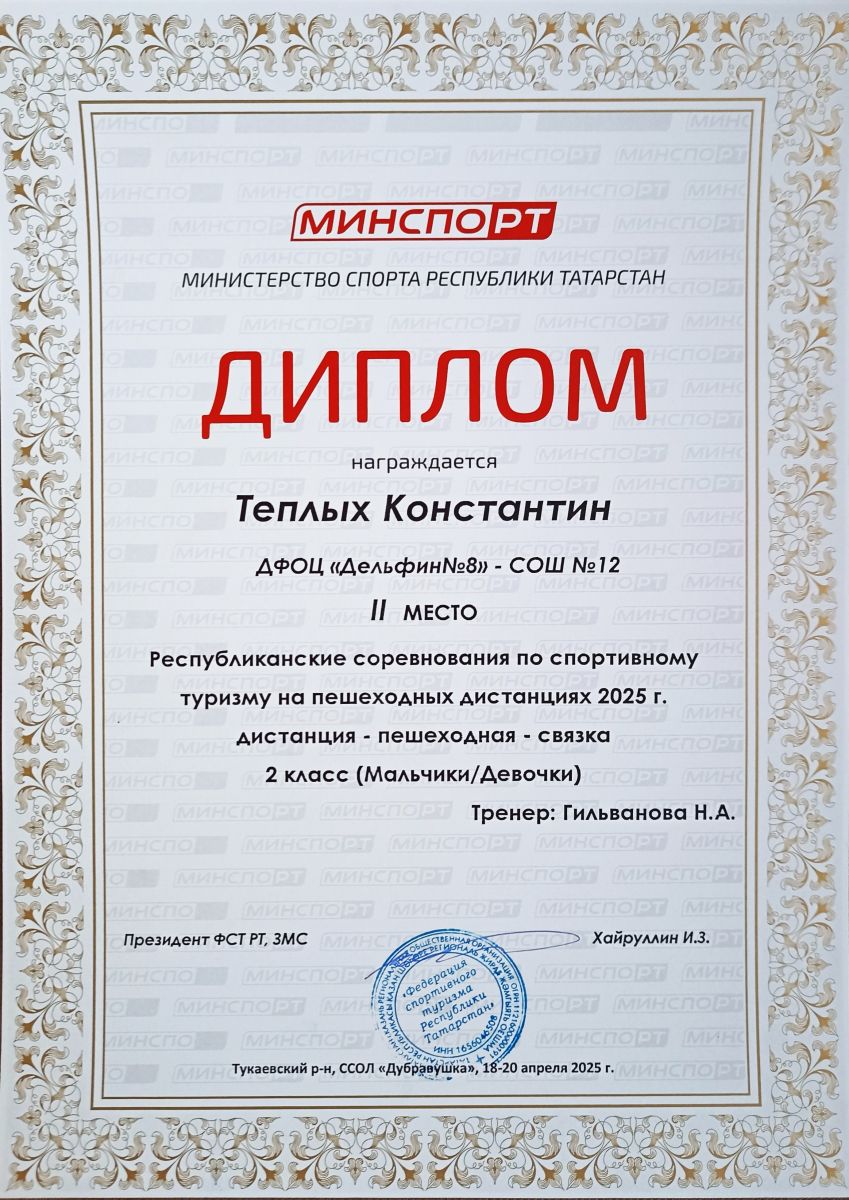 МИНСПОРТ
МИНИСТЕРСТВО СПОРТА РЕСПУБЛИКИ ТАТАРСТАН
ДИПЛОМ
награждается
Теплых Константин
ДФОЦ «Дельфин№8» - СОШ №12
II МЕСТО
Республиканские соревнования по спортивному
туризму на пешеходных дистанциях 2025 г.
дистанция - пешеходная - связка
2 класс (Мальчики/Девочки)
Тренер: Гильванова Н.А.
Президент ФСТ РТ, ЗМС
Хайруллин И.З.
"Федерация
спортивного
туризма
Республики
Татарстан"
ИНН 1656046508
Тукаевский р-н, ССОЛ «Дубравушка», 18-20 апреля 2025 г.